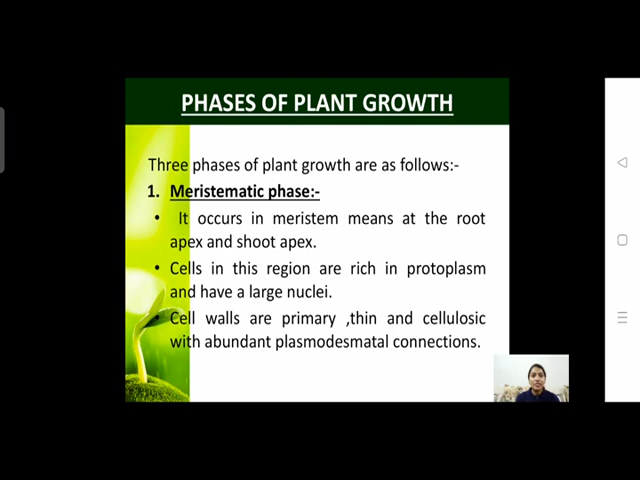 PHASES OF PLANT GROWTH
Three phases of plant growth are as follows:-
1. Meristematic phase:-
• It occurs in meristem means at the root
apex and shoot apex.
• Cells in this region are rich in protoplasm
and have a large nuclei.
• Cell walls are primary ,thin and cellulosic
with abundant plasmodesmatal connections.